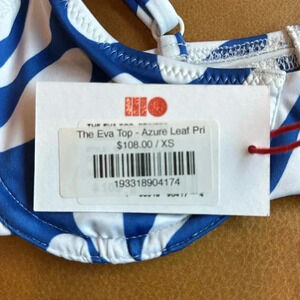 The Eva Top - Azure Leaf Pri
$108.00 / XS
193318904174